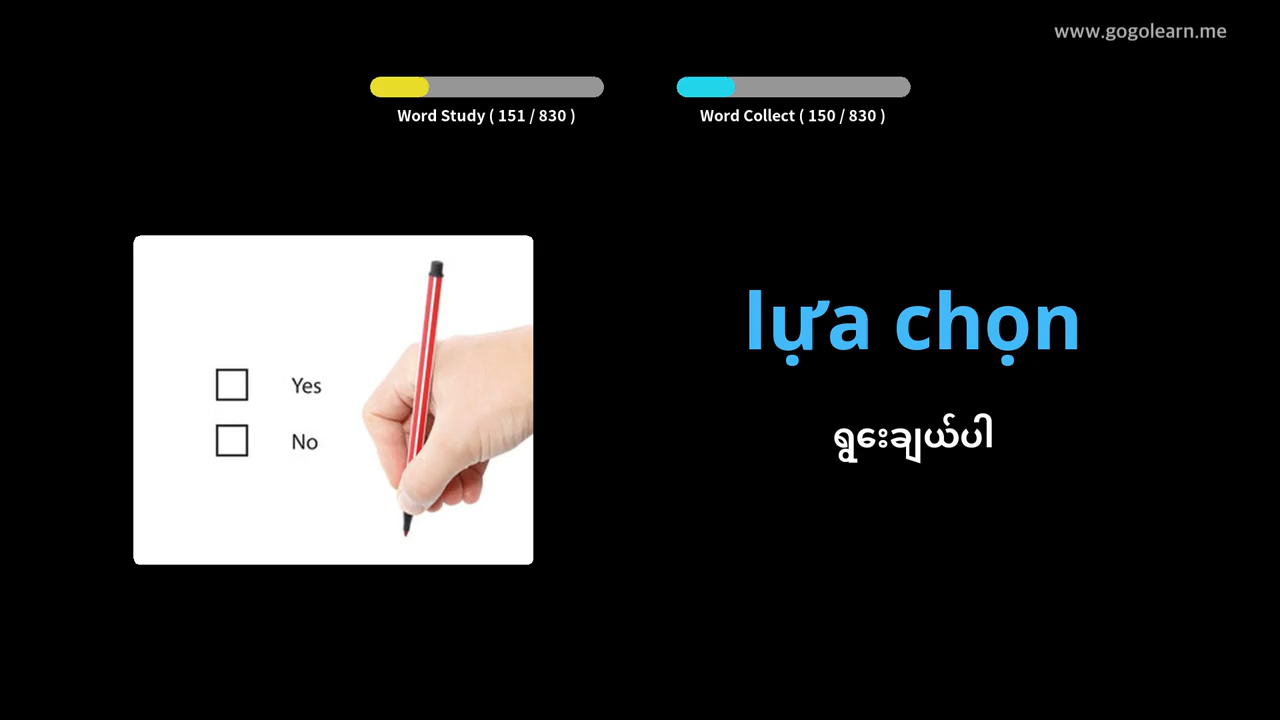 www.gogolearn.me
Word Study ( 151 / 830 )
Word Collect ( 150 / 830 )
Yes
No
lựa chọn
ရွေးချယ်ပါ